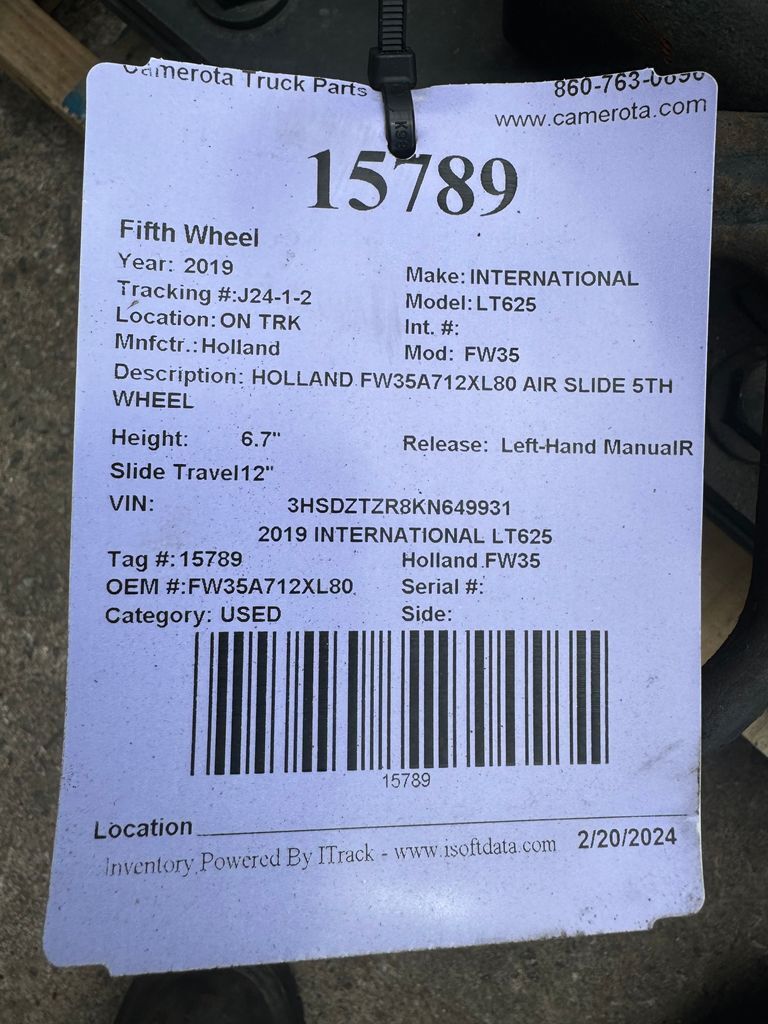 Camerota Truck Parts
860-763-0896
www.camerota.com
15789
Fifth Wheel
Year: 2019
Make: INTERNATIONAL
Tracking #:J24-1-2
Model: LT625
Location: ON TRK
Int. #:
Mnfctr.: Holland
Mod: FW35
Description: HOLLAND FW35A712XL80 AIR SLIDE 5TH
WHEEL
Height: 6.7"
Release: Left-Hand ManualR
Slide Travel12"
VIN: 3HSDZTZR8KN649931
2019 INTERNATIONAL LT625
Tag #: 15789
Holland FW35
OEM #:FW35A712XL80
Serial #:
Category: USED
Side:
15789
Location
2/20/2024
Inventory Powered By ITrack - www.isoftdata.com